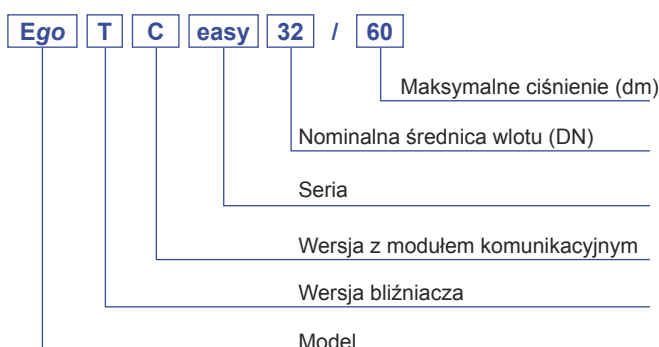 Ego T C easy 32 / 60
Maksymalne ciśnienie (dm)
Nominalna średnica wlotu (DN)
Seria
Wersja z modułem komunikacyjnym
Wersja bliźniacza
Model